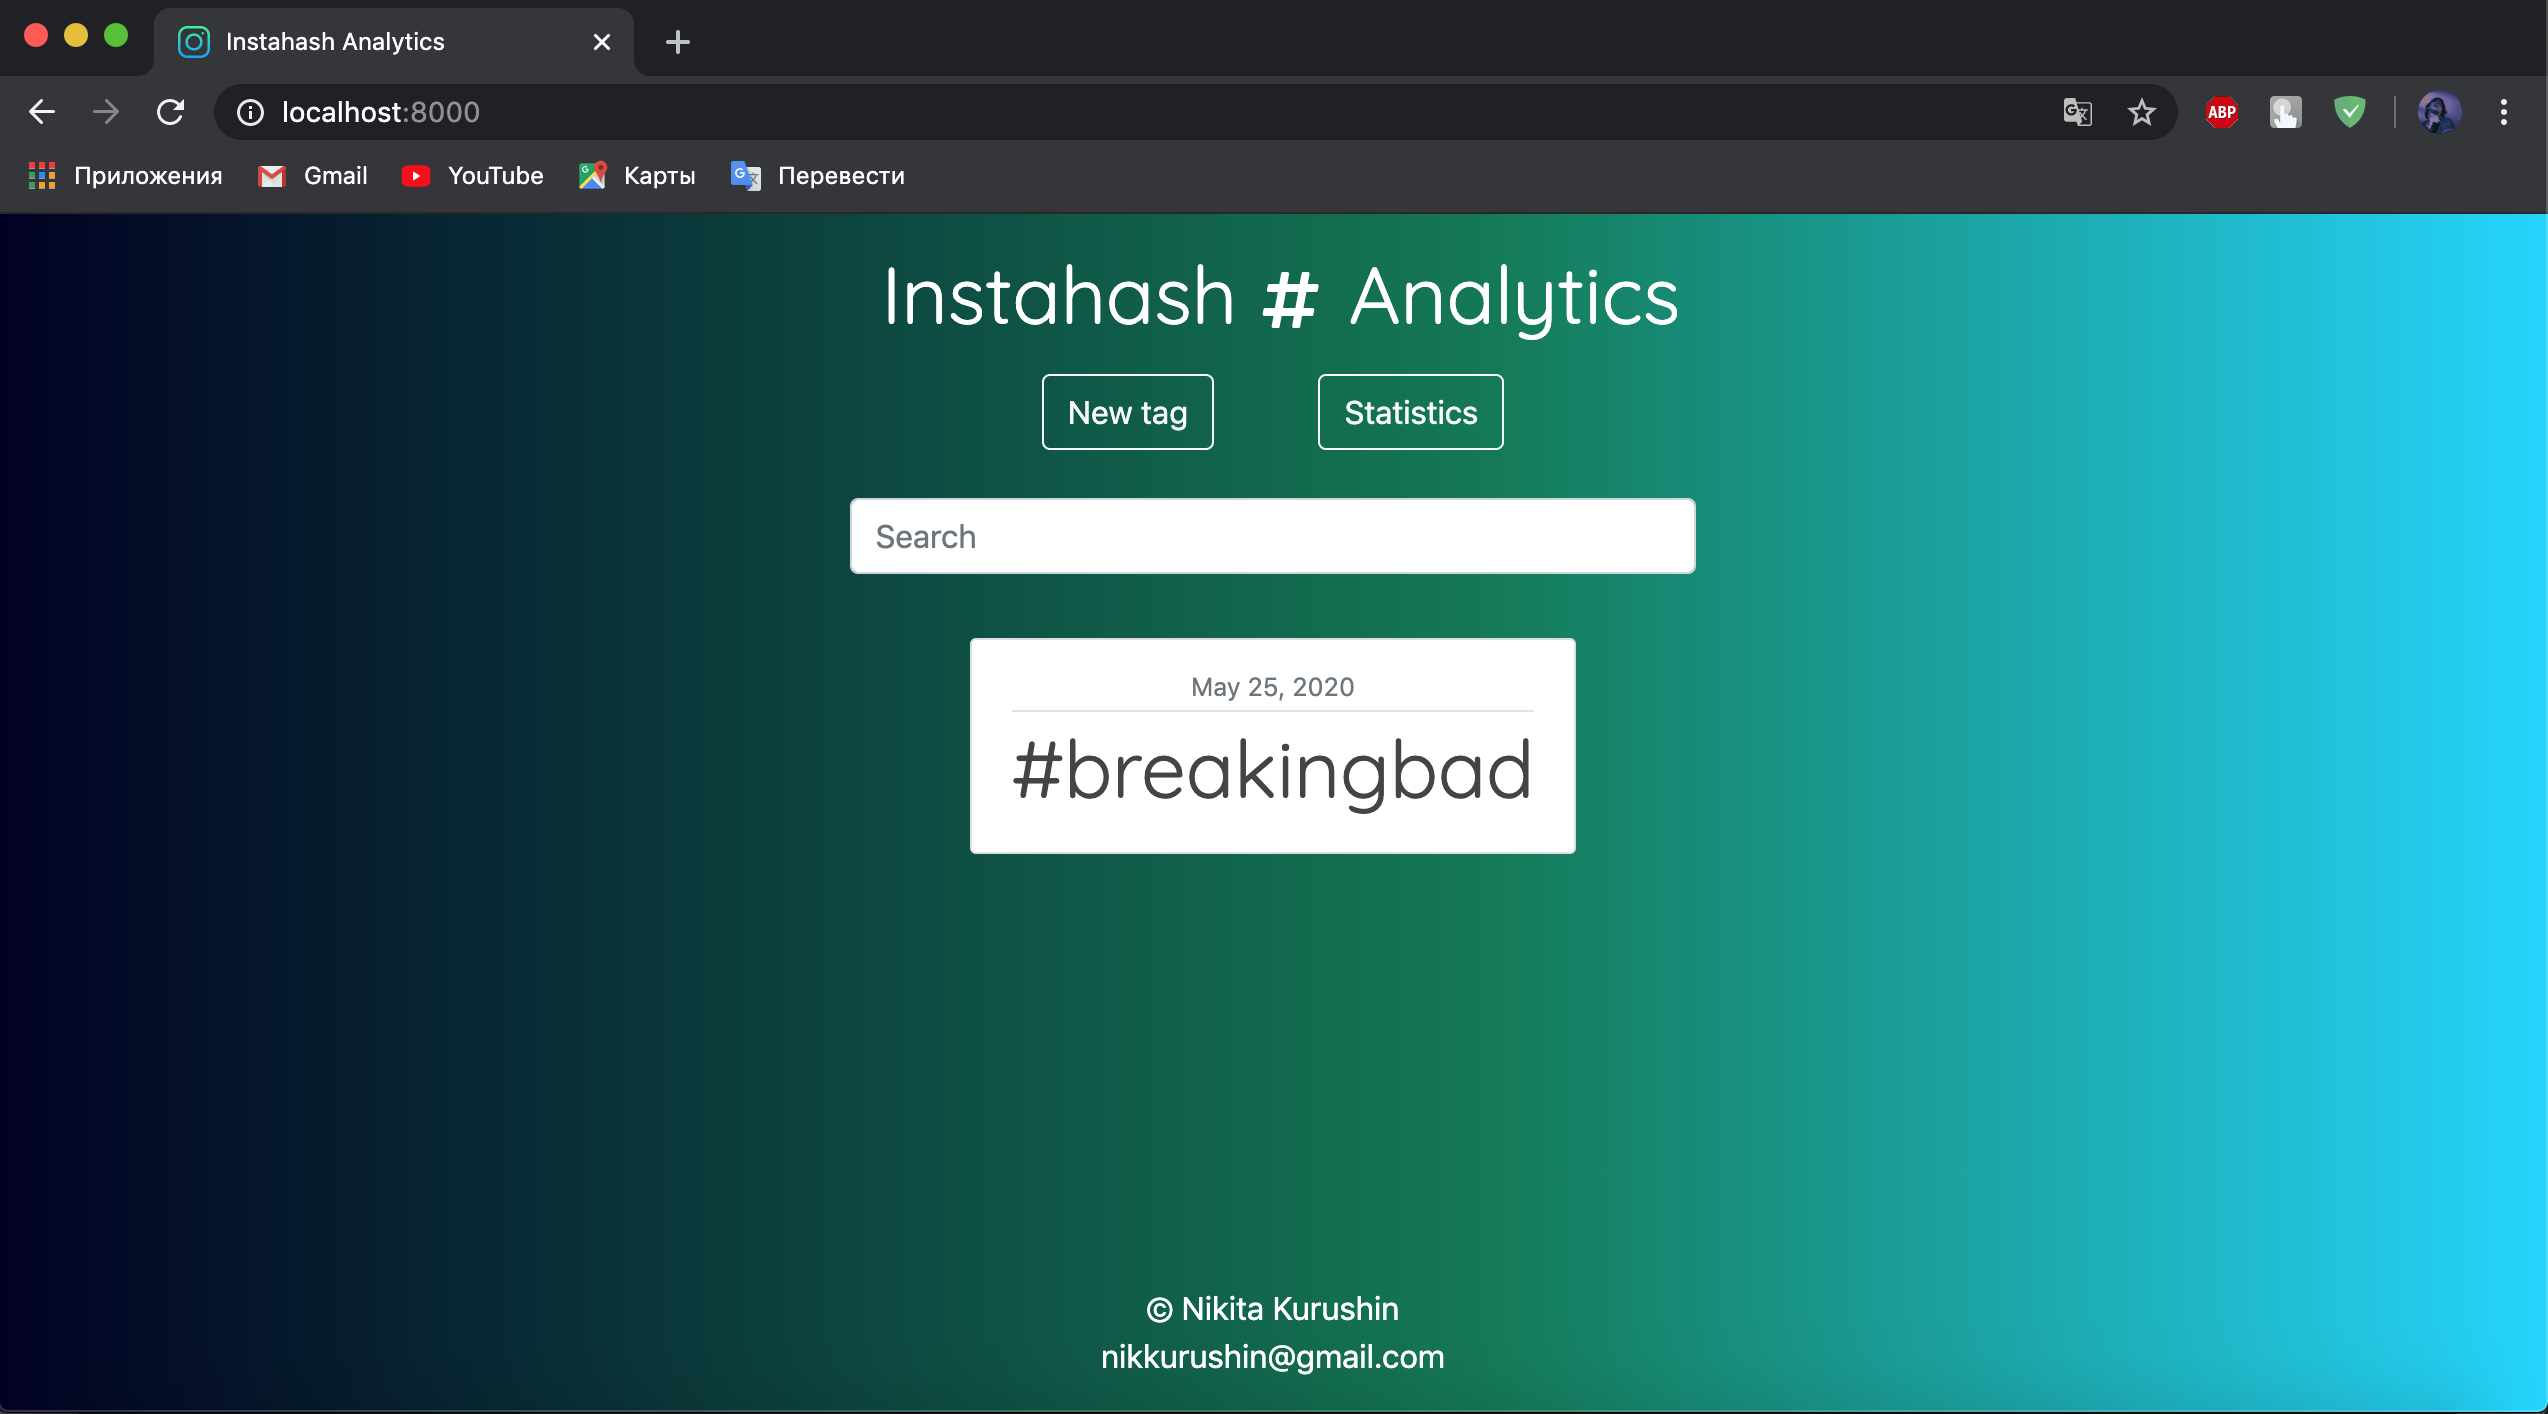 Instahash Analytics
localhost:8000
ABP
Приложения Gmail YouTube Карты Перевести
Instahash # Analytics
New tag Statistics
Search
May 25, 2020
#breakingbad
© Nikita Kurushin
nikkurushin@gmail.com